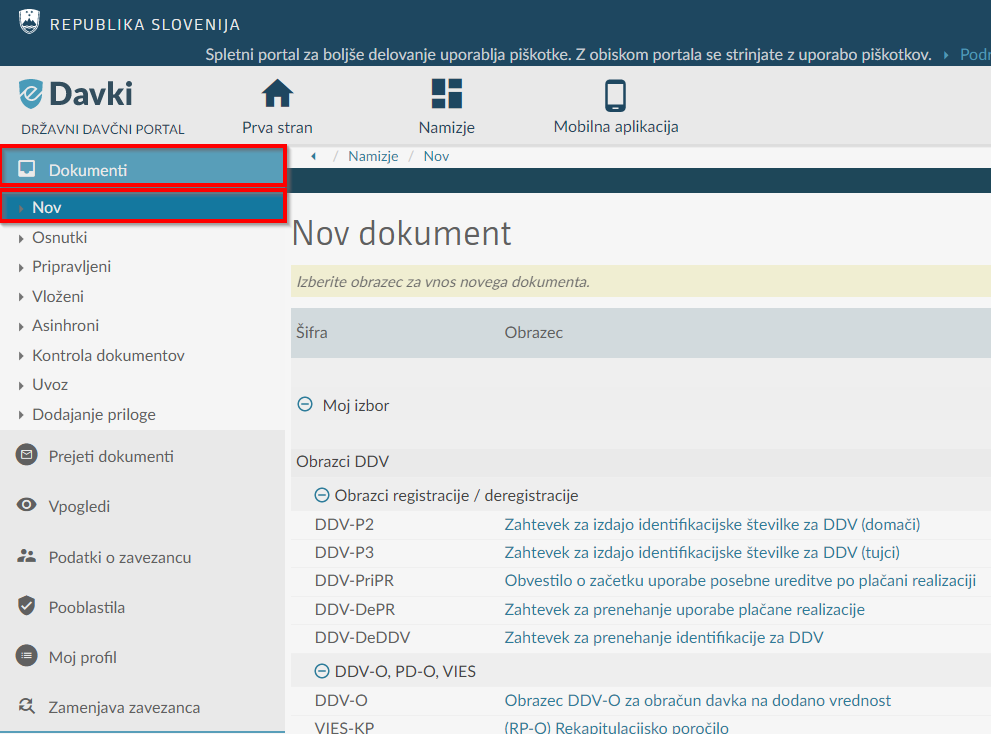 REPUBLIKA SLOVENIJA
Spletni portal za boljše delovanje uporablja piškotke. Z obiskom portala se strinjate z uporabo piškotkov.
eDavki
DRŽAVNI DAVČNI PORTAL
Prva stran
Namizje
Mobilna aplikacija
Dokumenti
Nov
Osnutki
Pripravljeni
Vloženi
Asinhroni
Kontrola dokumentov
Uvoz
Dodajanje priloge
Prejeti dokumenti
Vpogledi
Podatki o zavezancu
Pooblastila
Moj profil
Zamenjava zavezanca
/ Namizje / Nov
Nov dokument
Izberite obrazec za vnos novega dokumenta.
Šifra Obrazec
Moj izbor
Obrazci DDV
Obrazci registracije / deregistracije
DDV-P2 Zahtevek za izdajo identifikacijske številke za DDV (domači)
DDV-P3 Zahtevek za izdajo identifikacijske številke za DDV (tujci)
DDV-PriPR Obvestilo o začetku uporabe posebne ureditve po plačani realizaciji
DDV-DePR Zahtevek za prenehanje uporabe plačane realizacije
DDV-DeDDV Zahtevek za prenehanje identifikacije za DDV
DDV-O, PD-O, VIES
DDV-O Obrazec DDV-O za obračun davka na dodano vrednost
VIES-KP (RP-O) Rekapitulacijsko poročilo